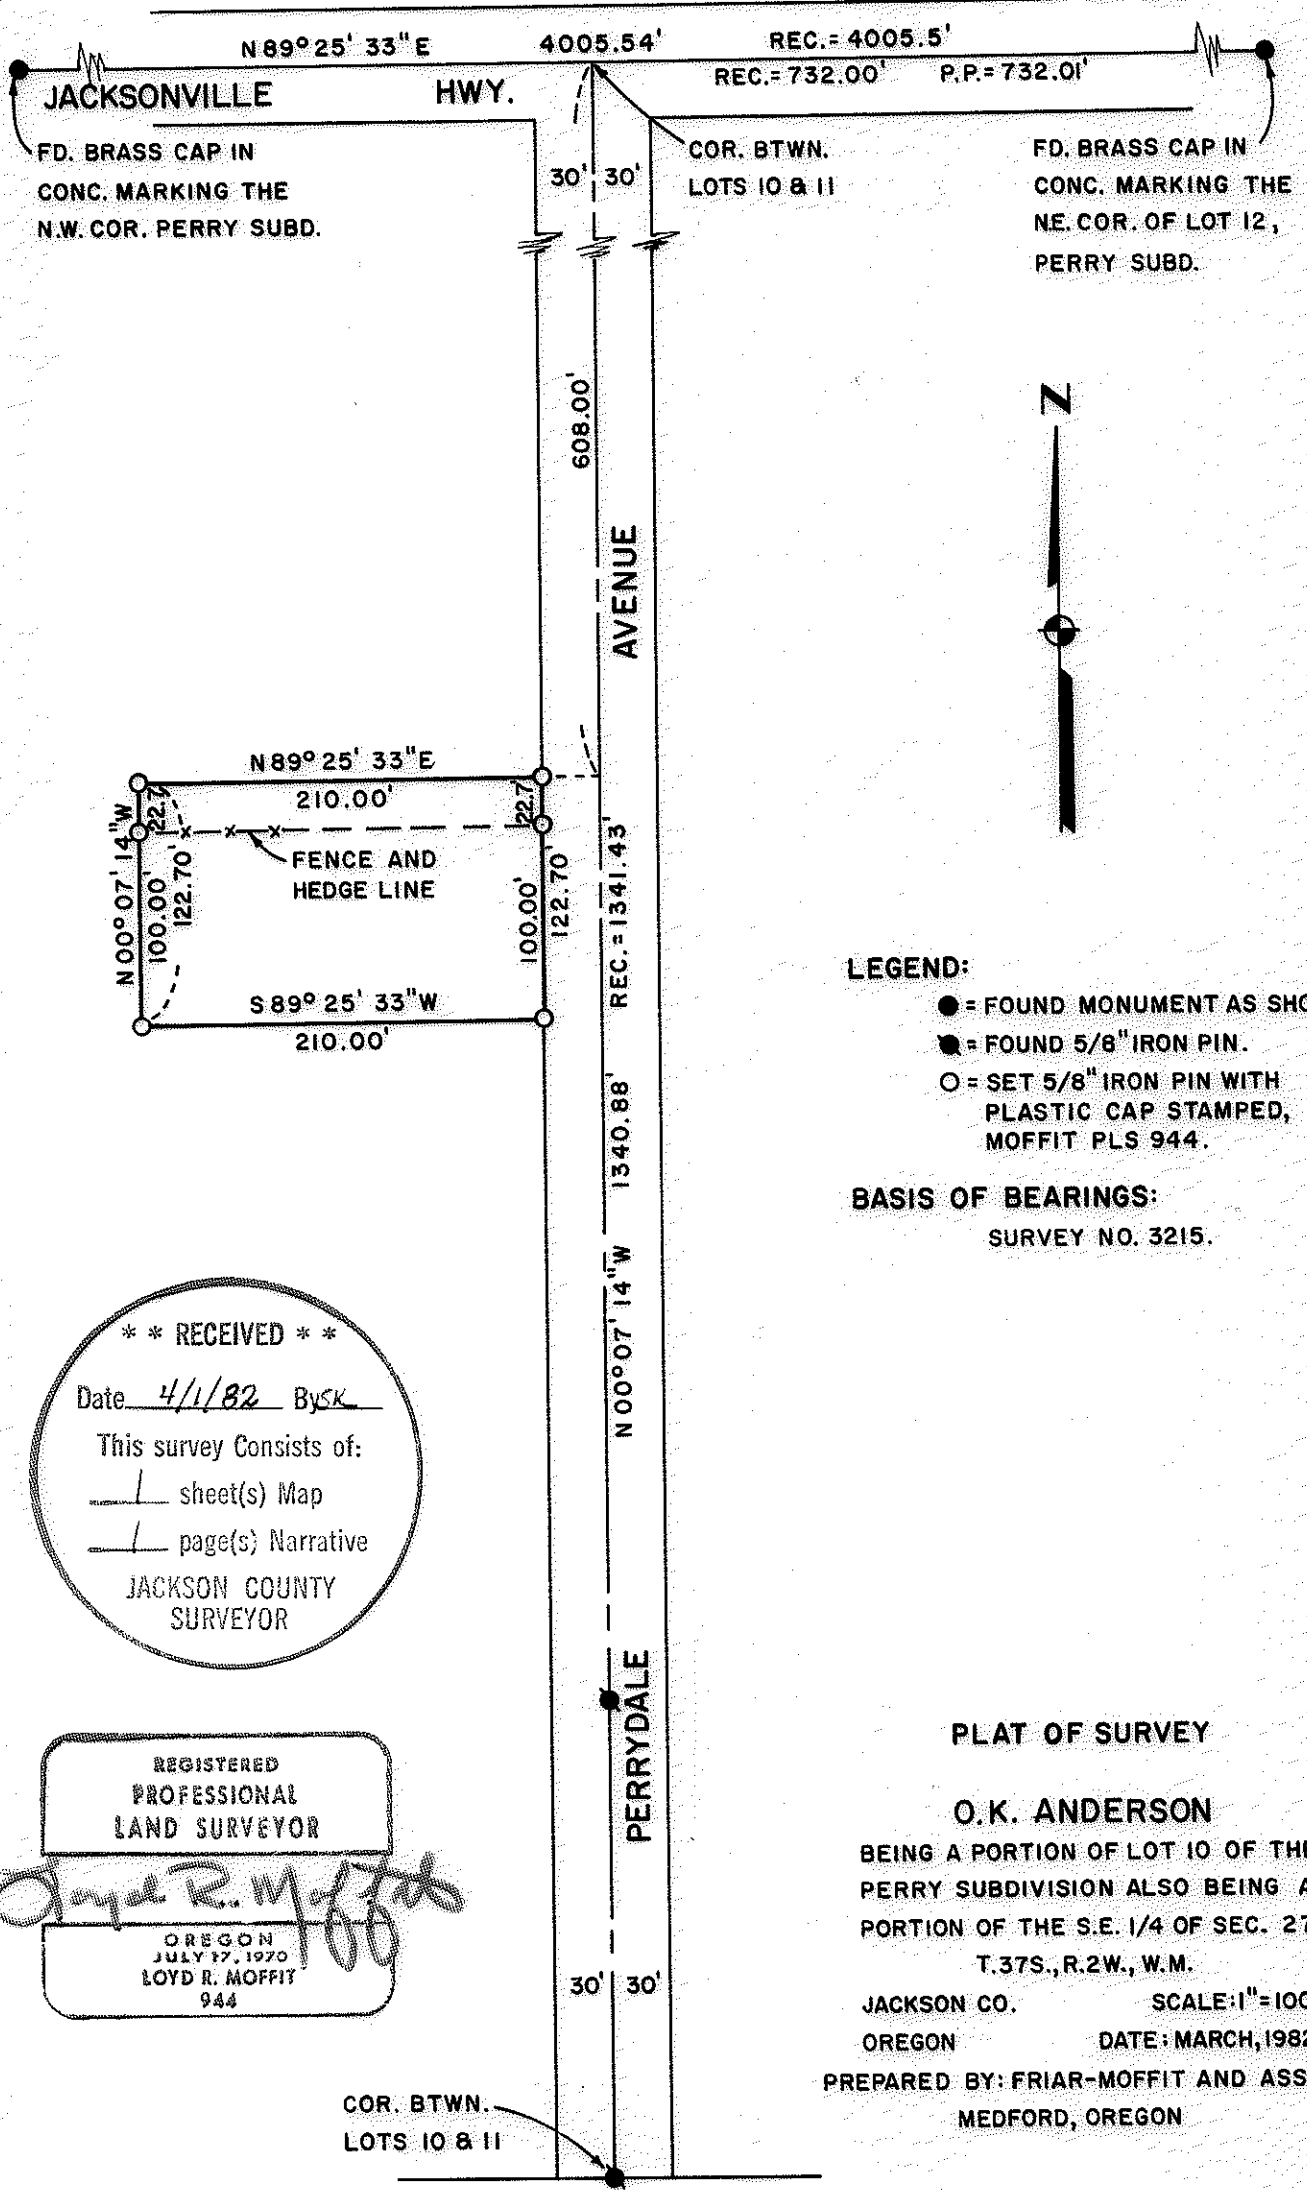 N 89° 25' 33" E 4005.54' REC.= 4005.5'
REC.= 732.00' P.P.= 732.01'
JACKSONVILLE HWY.
FD. BRASS CAP IN
CONC. MARKING THE
N.W. COR. PERRY SUBD.
30' 30'
COR. BTWN.
LOTS 10 & 11
FD. BRASS CAP IN
CONC. MARKING THE
N.E. COR. OF LOT 12,
PERRY SUBD.
N
608.00'
AVENUE
N 89° 25' 33" E
210.00'
22.7'
22.7'
FENCE AND
HEDGE LINE
N 00° 07' 14" W
100.00'
122.70'
100.00'
122.70'
S 89° 25' 33" W
210.00'
REC. = 1341.43'
N 00° 07' 14" W 1340.88'
LEGEND:
= FOUND MONUMENT AS SHO
= FOUND 5/8" IRON PIN.
= SET 5/8" IRON PIN WITH
PLASTIC CAP STAMPED,
MOFFIT PLS 944.
BASIS OF BEARINGS:
SURVEY NO. 3215.
* * RECEIVED * *
Date 4/1/82 By SK
This survey Consists of:
1 sheet(s) Map
1 page(s) Narrative
JACKSON COUNTY
SURVEYOR
PERRYDALE
REGISTERED
PROFESSIONAL
LAND SURVEYOR
Loyd R. Moffit
OREGON
JULY 17, 1970
LOYD R. MOFFIT
944
30' 30'
COR. BTWN.
LOTS 10 & 11
PLAT OF SURVEY
O.K. ANDERSON
BEING A PORTION OF LOT 10 OF THE
PERRY SUBDIVISION ALSO BEING A
PORTION OF THE S.E. 1/4 OF SEC. 27
T.37S., R.2W., W.M.
JACKSON CO. SCALE: 1"=100
OREGON DATE: MARCH, 1982
PREPARED BY: FRIAR-MOFFIT AND ASS
MEDFORD, OREGON